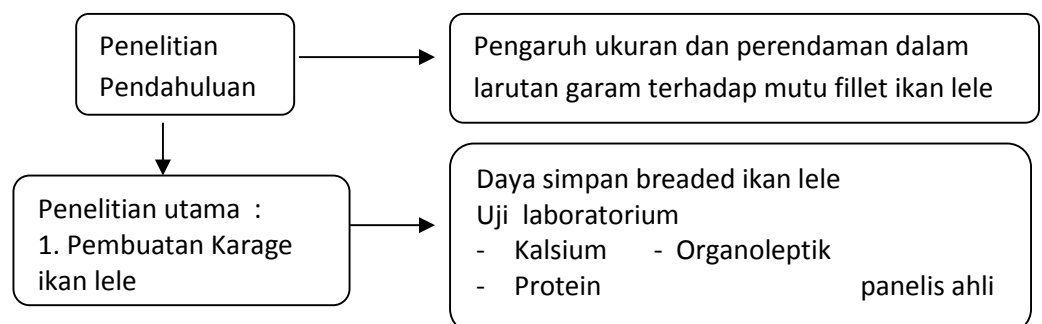 Penelitian
Pendahuluan
Pengaruh ukuran dan perendaman dalam
larutan garam terhadap mutu fillet ikan lele
Penelitian utama  :
1. Pembuatan Karage
ikan lele
Daya simpan breaded ikan lele
Uji  laboratorium
-    Kalsium     - Organoleptik
-    Protein                                panelis ahli